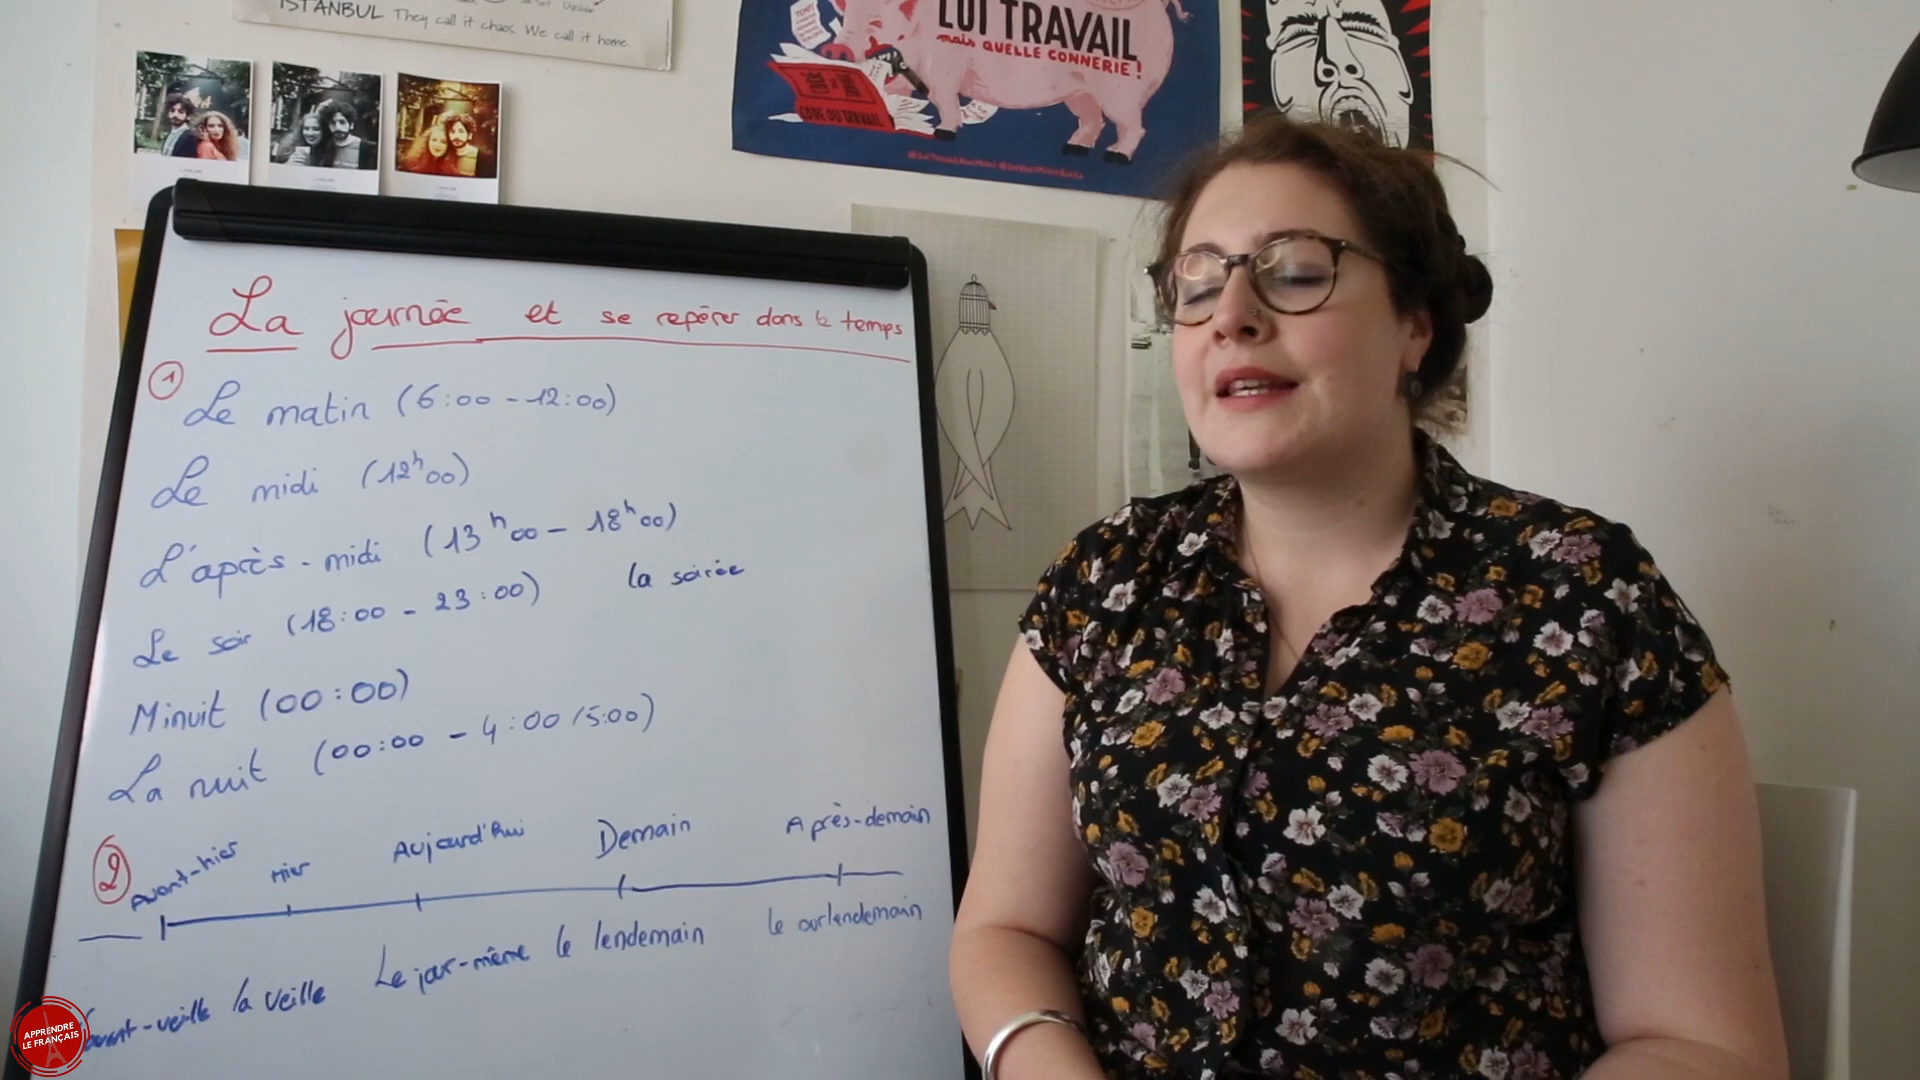 ISTANBUL They call it chaos. We call it home.
LOI TRAVAIL
mais QUELLE CONNERIE !
CODE DU TRAVAIL
La journée et se repérer dans le temps
1
Le matin (6:00 - 12:00)
Le midi (12h00)
L'après-midi (13h00 - 18h00)
Le soir (18:00 - 23:00) la soirée
Minuit (00:00)
La nuit (00:00 - 4:00 / 5:00)
2
Avant-hier Hier Aujourd'hui Demain Après-demain
L'avant-veille la veille Le jour-même le lendemain le surlendemain
APPRENDRE
LE FRANÇAIS